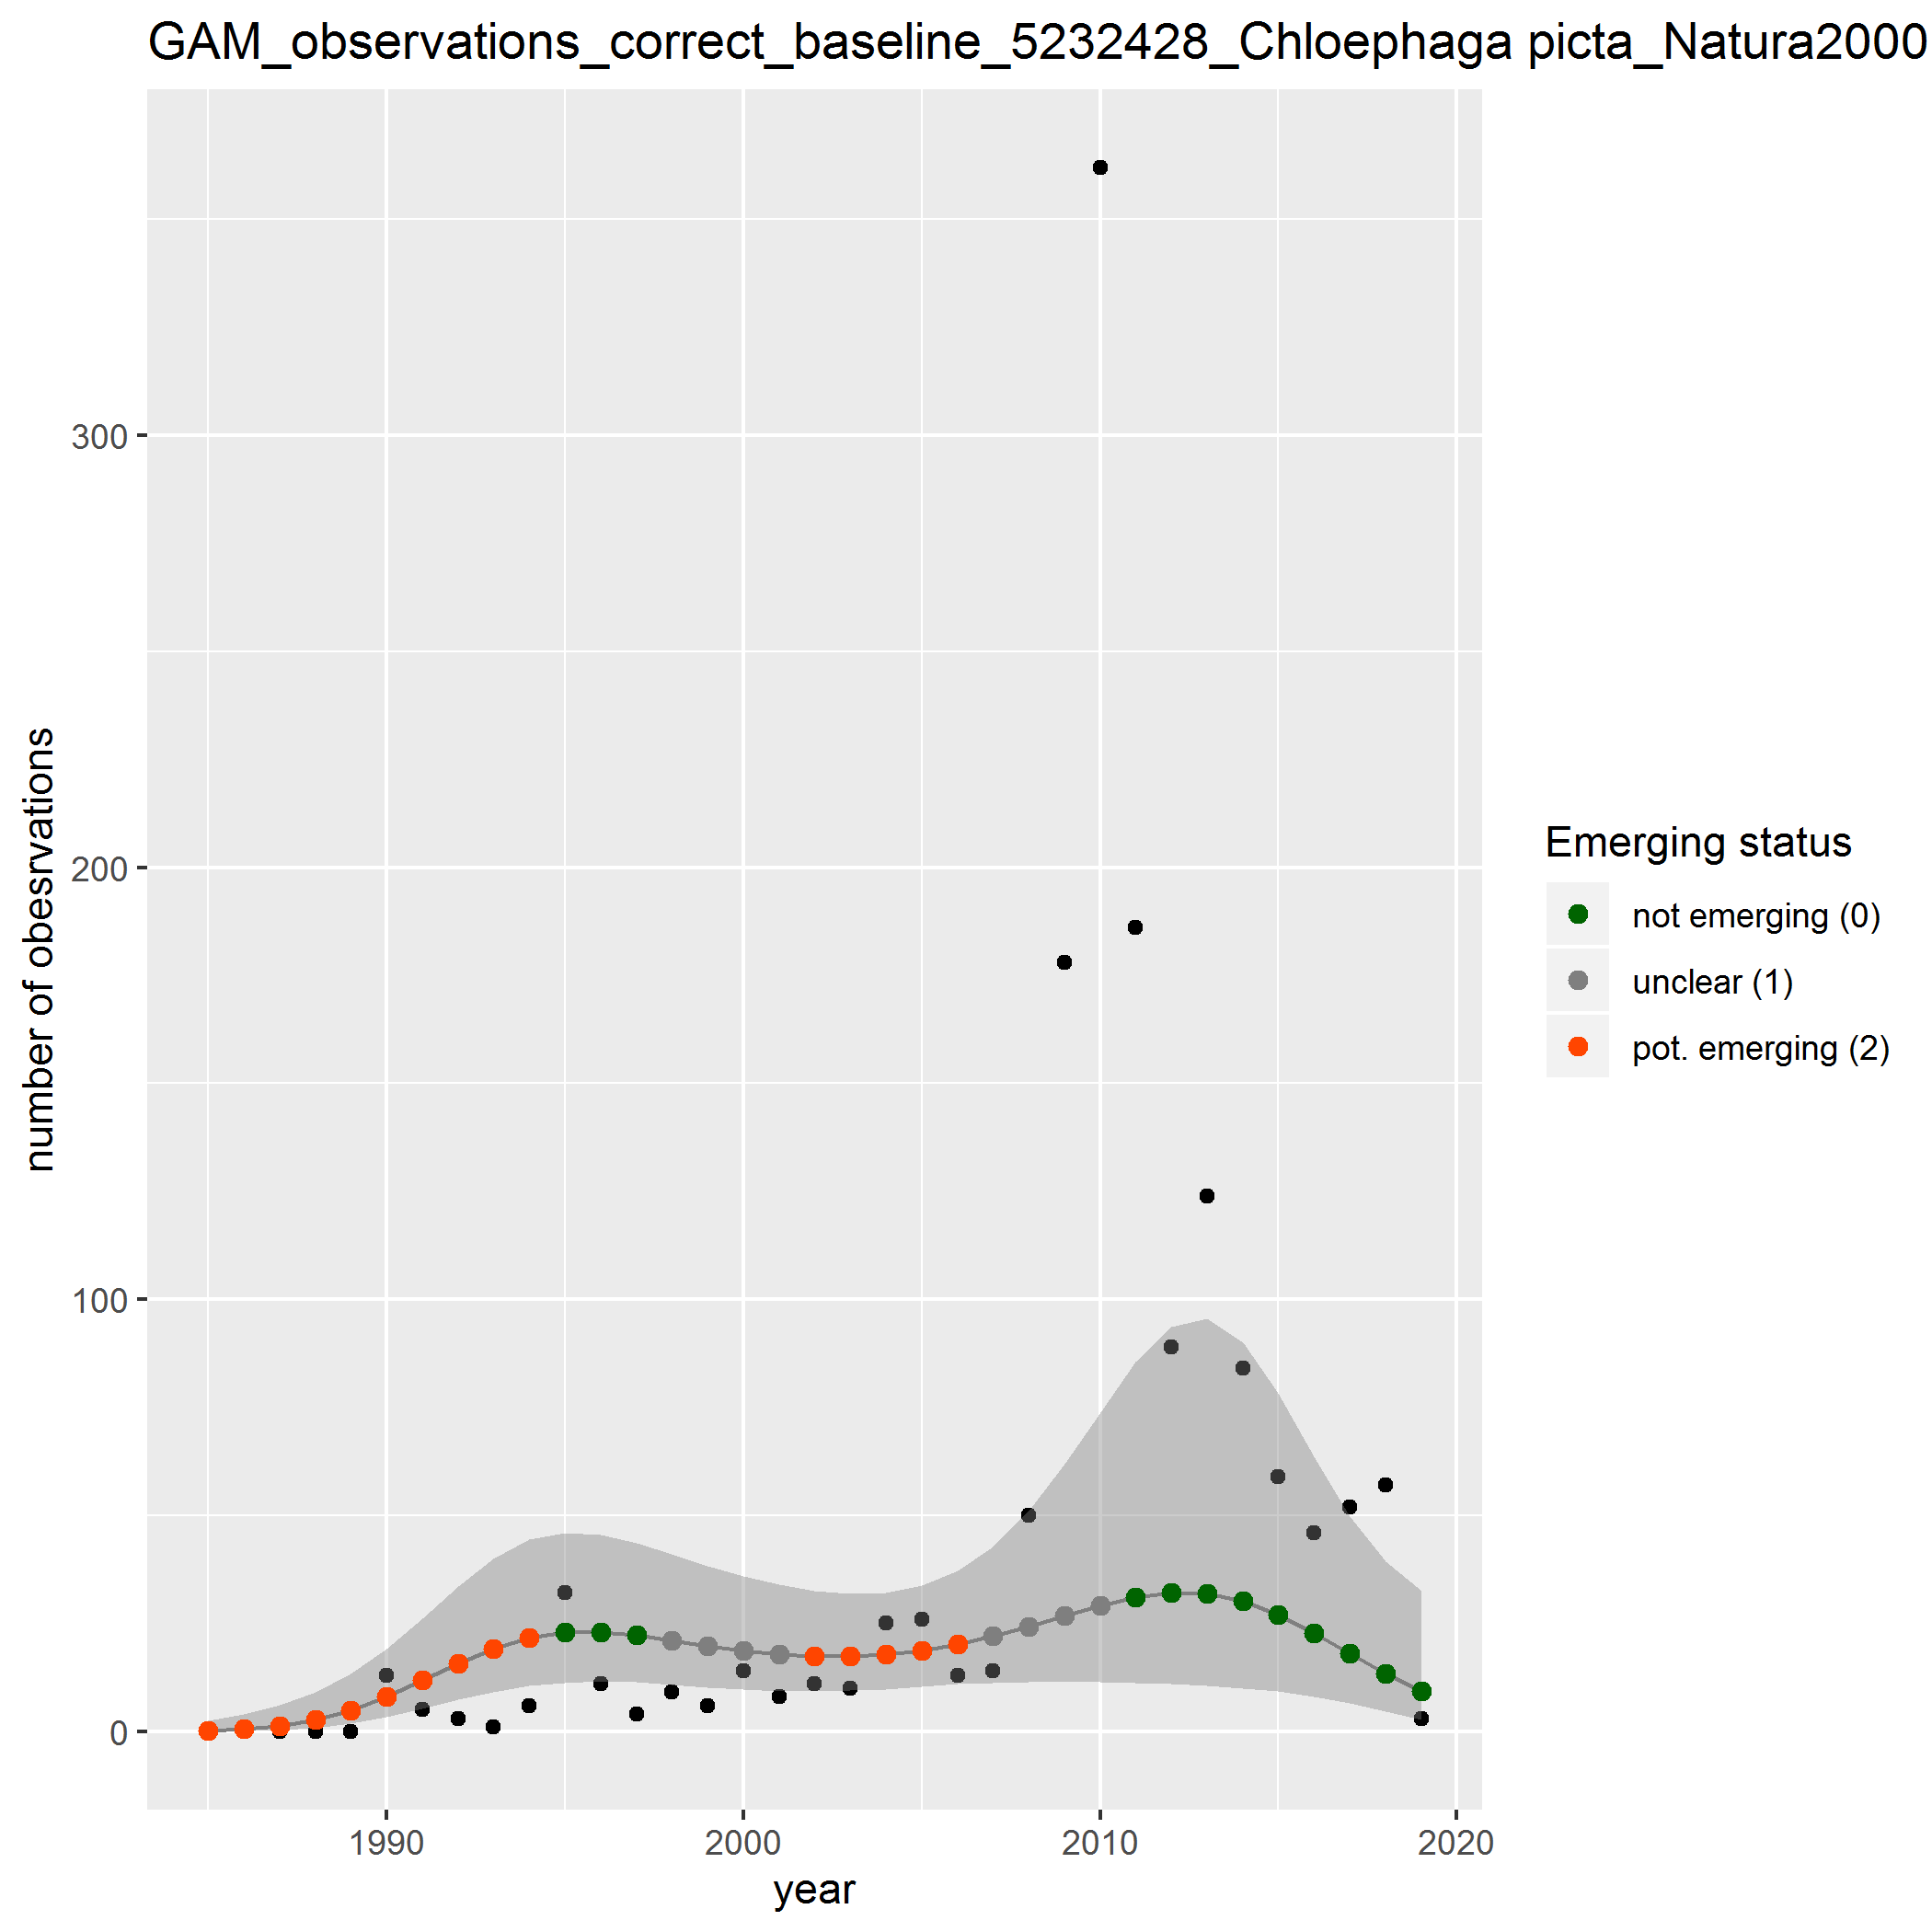 GAM_observations_correct_baseline_5232428_Chloephaga picta_Natura2000
300
200
100
0
number of obesrvations
1990
2000
2010
2020
year
Emerging status
not emerging (0)
unclear (1)
pot. emerging (2)